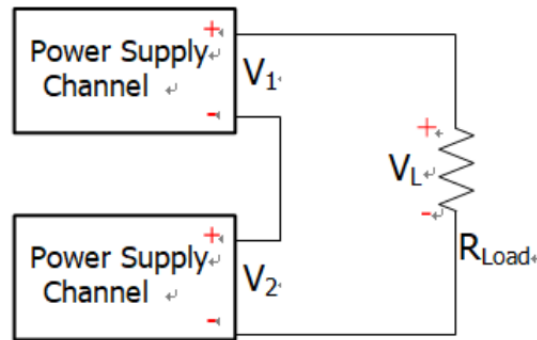 Power Supply
Channel
+
-
V1
+
-
VL
RLoad
Power Supply
Channel
+
-
V2